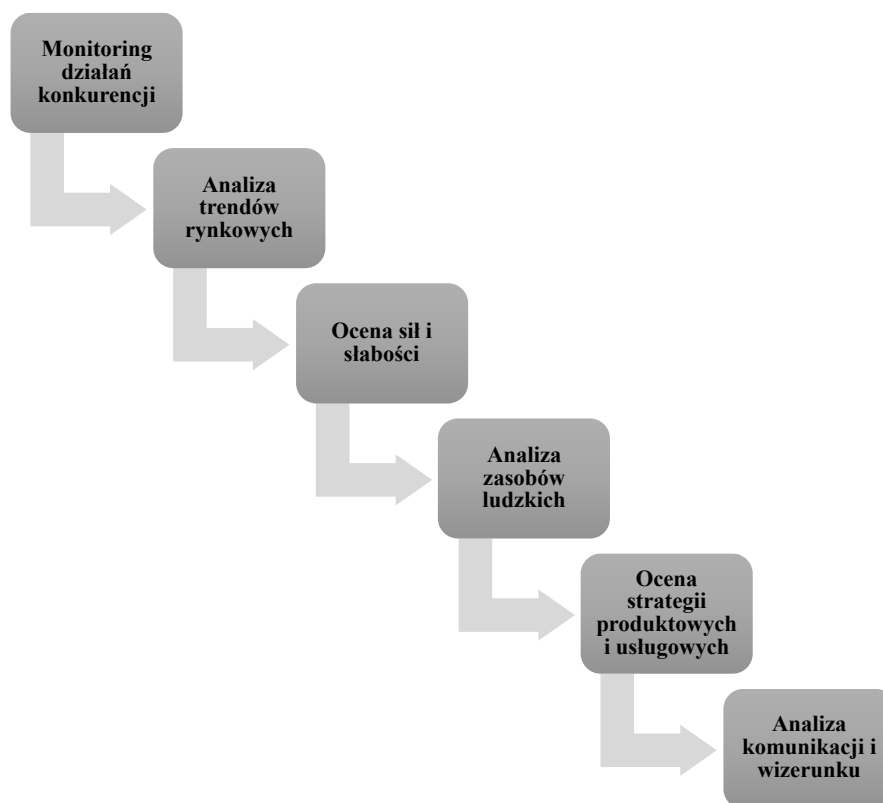 Monitoring
działań
konkurencji
Analiza
trendów
rynkowych
Ocena sił i
słabości
Analiza
zasobów
ludzkich
Ocena
strategii
produktowych
i usługowych
Analiza
komunikacji i
wizerunku